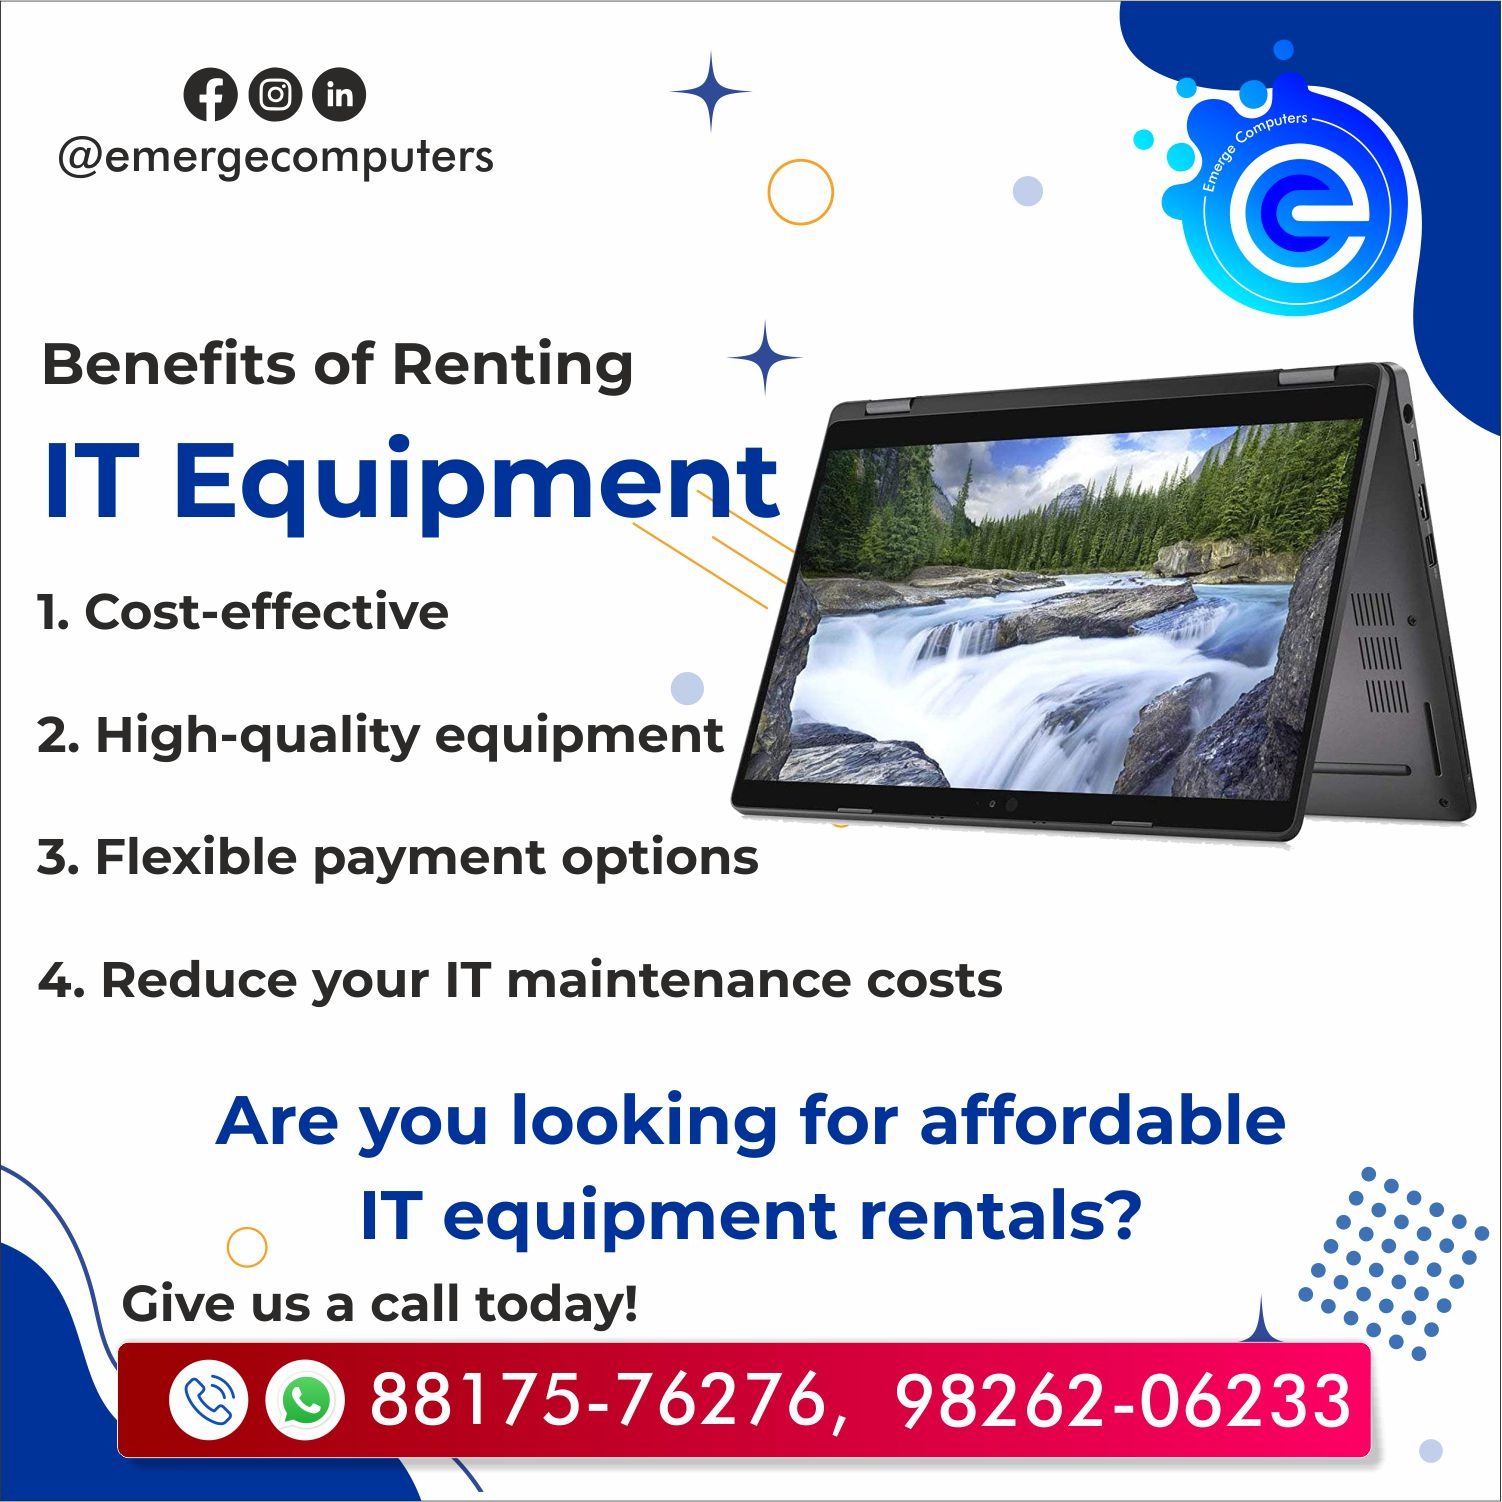 @emergecomputers
Emerge Computers
Benefits of Renting
IT Equipment
1. Cost-effective
2. High-quality equipment
3. Flexible payment options
4. Reduce your IT maintenance costs
Are you looking for affordable
IT equipment rentals?
Give us a call today!
88175-76276, 98262-06233